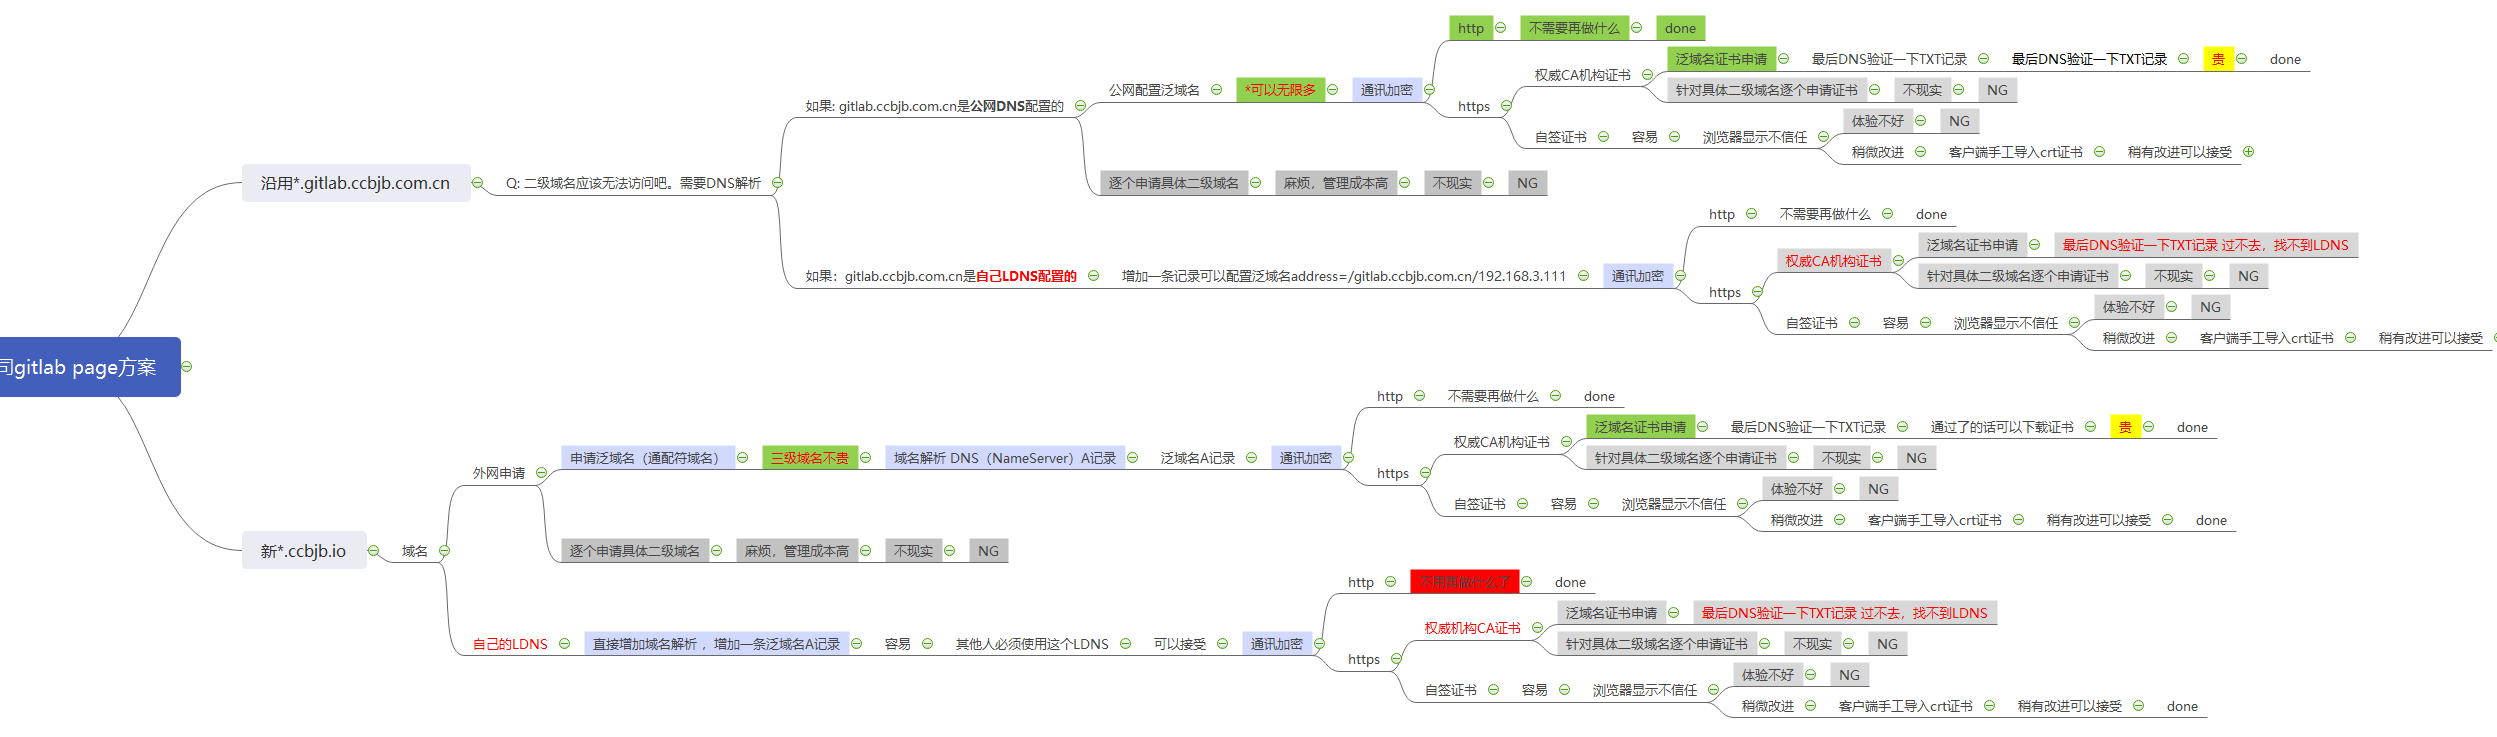 司gitlab page方案
沿用*.gitlab.ccbjb.com.cn
Q: 二级域名应该无法访问吧。需要DNS解析
如果: gitlab.ccbjb.com.cn是公网DNS配置的
公网配置泛域名
*可以无限多
通讯加密
http
不需要再做什么
done
https
权威CA机构证书
泛域名证书申请
最后DNS验证一下TXT记录
最后DNS验证一下TXT记录
贵
done
针对具体二级域名逐个申请证书
不现实
NG
自签证书
容易
浏览器显示不信任
体验不好
NG
稍微改进
客户端手工导入crt证书
稍有改进可以接受
逐个申请具体二级域名
麻烦，管理成本高
不现实
NG
如果：gitlab.ccbjb.com.cn是自己LDNS配置的
增加一条记录可以配置泛域名address=/gitlab.ccbjb.com.cn/192.168.3.111
通讯加密
http
不需要再做什么
done
https
权威CA机构证书
泛域名证书申请
最后DNS验证一下TXT记录 过不去，找不到LDNS
针对具体二级域名逐个申请证书
不现实
NG
自签证书
容易
浏览器显示不信任
体验不好
NG
稍微改进
客户端手工导入crt证书
稍有改进可以接受
新*.ccbjb.io
域名
外网申请
申请泛域名（通配符域名）
三级域名不贵
域名解析 DNS（NameServer）A记录
泛域名A记录
通讯加密
http
不需要再做什么
done
https
权威CA机构证书
泛域名证书申请
最后DNS验证一下TXT记录
通过了的话可以下载证书
贵
done
针对具体二级域名逐个申请证书
不现实
NG
自签证书
容易
浏览器显示不信任
体验不好
NG
稍微改进
客户端手工导入crt证书
稍有改进可以接受
done
逐个申请具体二级域名
麻烦，管理成本高
不现实
NG
自己的LDNS
直接增加域名解析 ，增加一条泛域名A记录
容易
其他人必须使用这个LDNS
可以接受
通讯加密
http
不用再做什么了
done
https
权威机构CA证书
泛域名证书申请
最后DNS验证一下TXT记录 过不去，找不到LDNS
针对具体二级域名逐个申请证书
不现实
NG
自签证书
容易
浏览器显示不信任
体验不好
NG
稍微改进
客户端手工导入crt证书
稍有改进可以接受
done